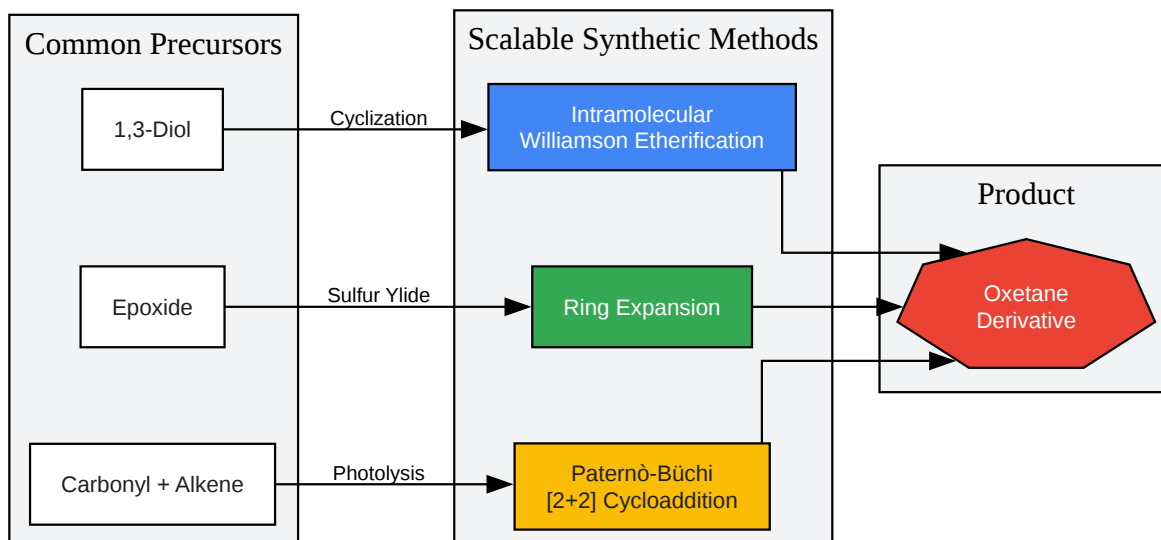 Common Precursors
Scalable Synthetic Methods
Product
1,3-Diol
Cyclization
Intramolecular
Williamson Etherification
Epoxide
Sulfur Ylide
Ring Expansion
Oxetane
Derivative
Carbonyl + Alkene
Photolysis
Paternò-Büchi
[2+2] Cycloaddition